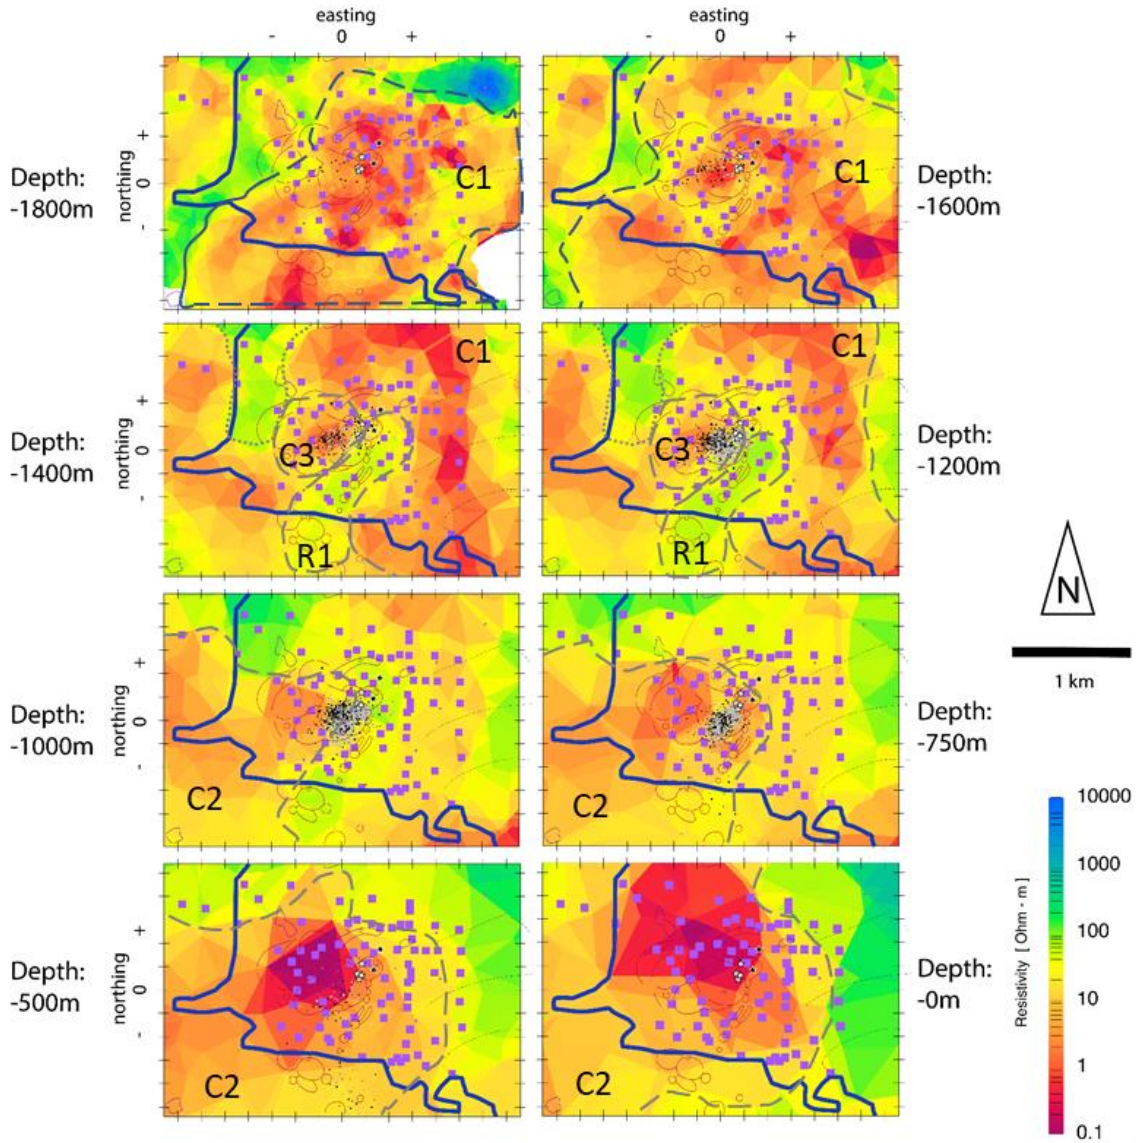 easting
- 0 +
easting
- 0 +
Depth:
-1800m
northing
+
0
-
C1
C1
Depth:
-1600m
Depth:
-1400m
northing
+
0
-
C1
C3
R1
C1
C3
R1
Depth:
-1200m
N
1 km
Depth:
-1000m
northing
+
0
-
C2
C2
Depth:
-750m
Depth:
-500m
northing
+
0
-
C2
C2
Depth:
-0m
Resistivity [ Ohm - m ]
10000
1000
100
10
1
0.1